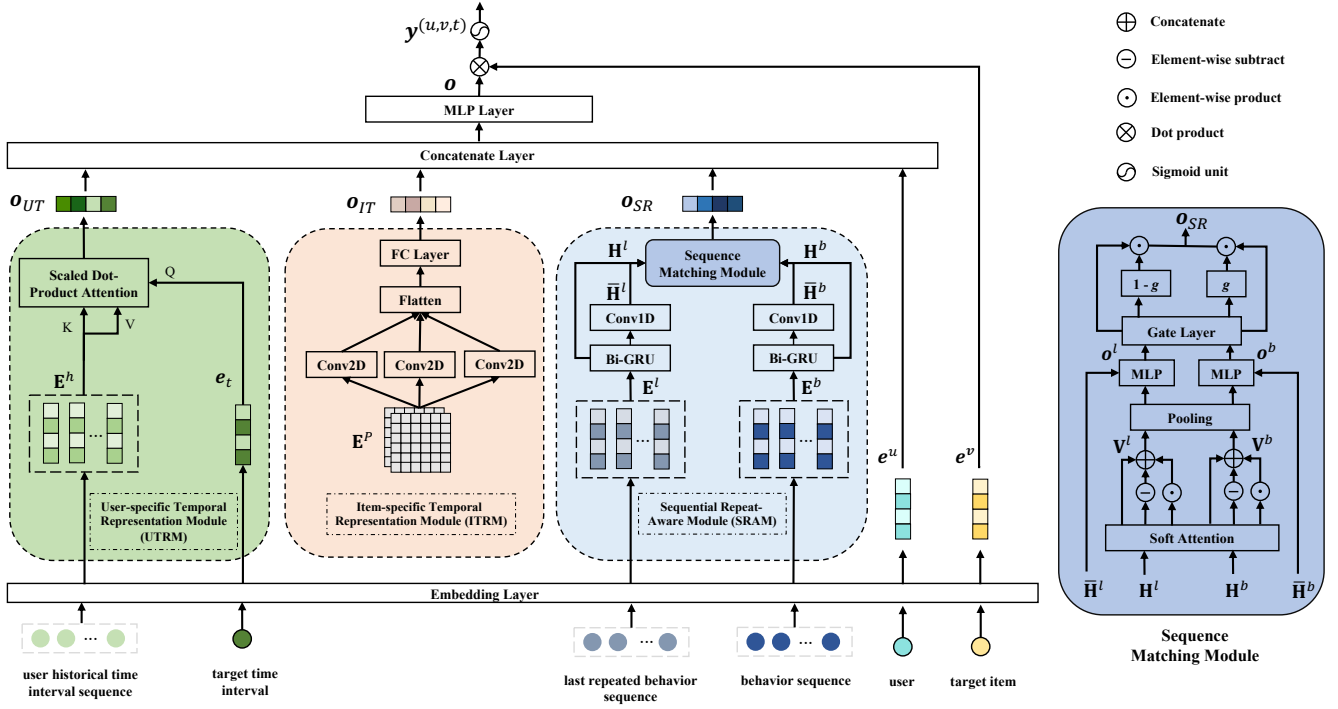 y^(u,v,t)
o
MLP Layer
Concatenate Layer
o_UT
o_IT
o_SR
Scaled Dot-
Product Attention
Q
K
V
E^h
e_t
User-specific Temporal
Representation Module
(UTRM)
FC Layer
Flatten
Conv2D
Conv2D
Conv2D
E^P
Item-specific Temporal
Representation Module (ITRM)
H^l
Sequence
Matching Module
H^b
H̄^l
H̄^b
Conv1D
Conv1D
Bi-GRU
Bi-GRU
E^l
E^b
Sequential Repeat-
Aware Module (SRAM)
e^u
e^v
Embedding Layer
user historical time
interval sequence
target time
interval
last repeated behavior
sequence
behavior sequence
user
target item
Concatenate
Element-wise subtract
Element-wise product
Dot product
Sigmoid unit
o_SR
1 - g
g
Gate Layer
o^l
o^b
MLP
MLP
Pooling
V^l
V^b
Soft Attention
H̄^l
H^l
H^b
H̄^b
Sequence
Matching Module